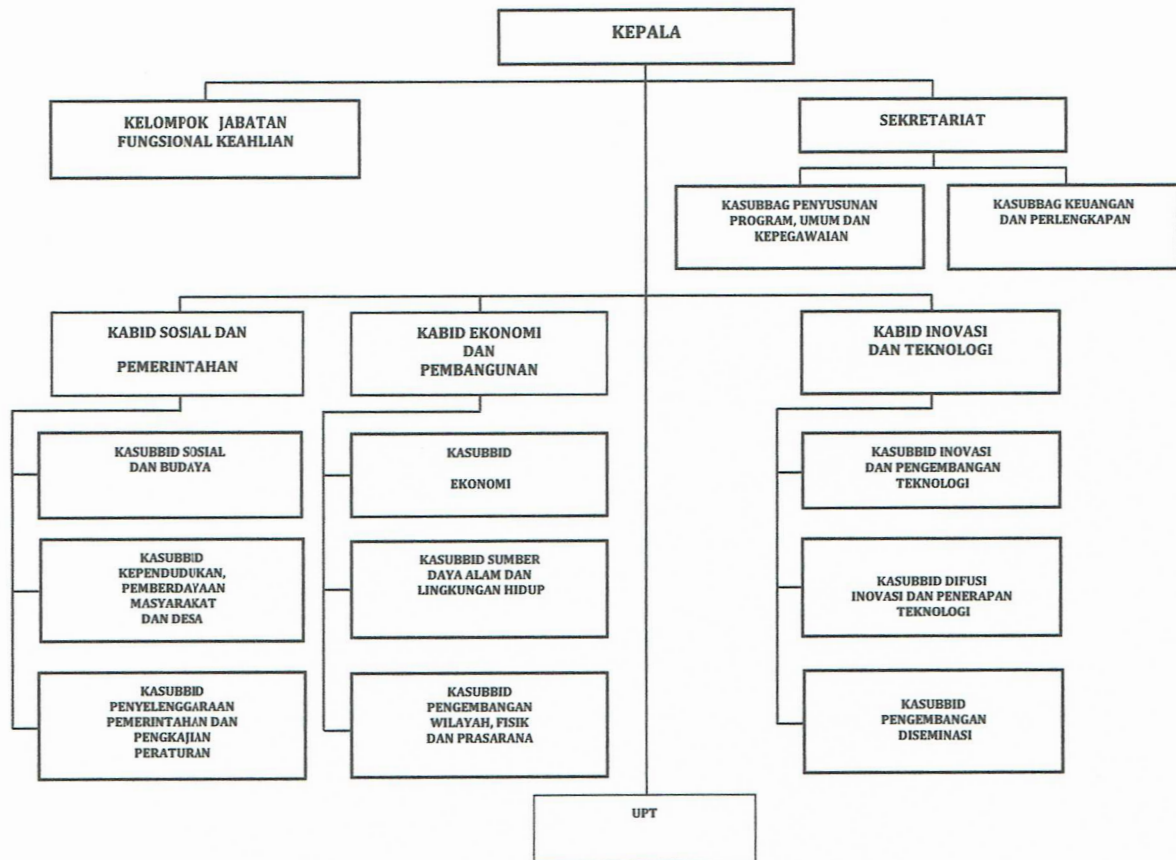 KEPALA
KELOMPOK JABATAN
FUNGSIONAL KEAHLIAN
SEKRETARIAT
KASUBBAG PENYUSUNAN
PROGRAM, UMUM DAN
KEPEGAWAIAN
KASUBBAG KEUANGAN
DAN PERLENGKAPAN
KABID SOSIAL DAN
PEMERINTAHAN
KABID EKONOMI
DAN
PEMBANGUNAN
KABID INOVASI
DAN TEKNOLOGI
KASUBBID SOSIAL
DAN BUDAYA
KASUBBID
EKONOMI
KASUBBID INOVASI
DAN PENGEMBANGAN
TEKNOLOGI
KASUBBID
KEPENDUDUKAN,
PEMBERDAYAAN
MASYARAKAT
DAN DESA
KASUBBID SUMBER
DAYA ALAM DAN
LINGKUNGAN HIDUP
KASUBBID DIFUSI
INOVASI DAN PENERAPAN
TEKNOLOGI
KASUBBID
PENYELENGGARAAN
PEMERINTAHAN DAN
PENGKAJIAN
PERATURAN
KASUBBID
PENGEMBANGAN
WILAYAH, FISIK
DAN PRASARANA
KASUBBID
PENGEMBANGAN
DISEMINASI
UPT